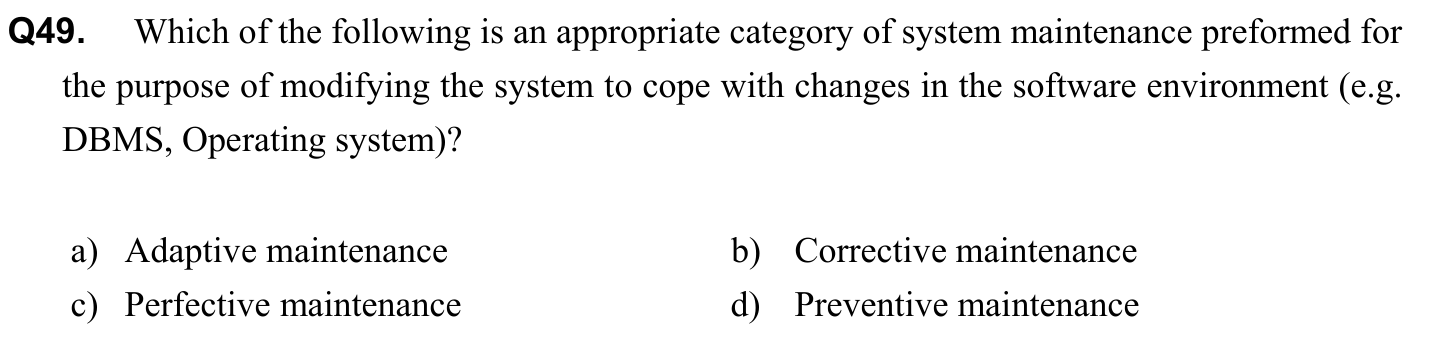 Q49. Which of the following is an appropriate category of system maintenance preformed for
the purpose of modifying the system to cope with changes in the software environment (e.g.
DBMS, Operating system)?
a) Adaptive maintenance b) Corrective maintenance
c) Perfective maintenance d) Preventive maintenance